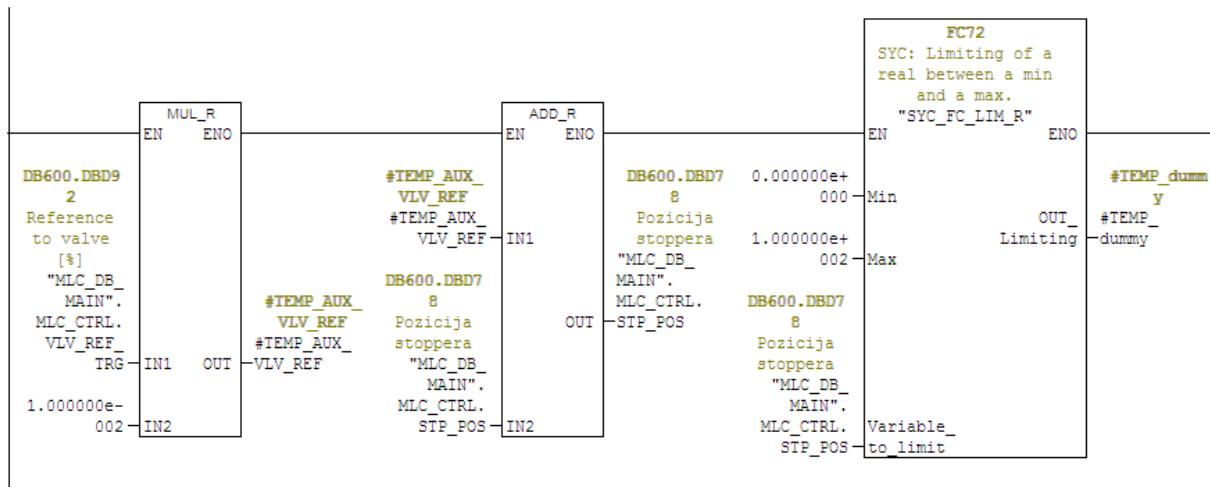 MUL_R
EN ENO
DB600.DBD9
2
Reference
to valve
[%]
"MLC_DB_
MAIN".
MLC_CTRL.
VLV_REF_
TRG
IN1 OUT
1.000000e-
002
IN2
#TEMP_AUX_
VLV_REF
#TEMP_AUX_
VLV_REF
ADD_R
EN ENO
#TEMP_AUX_
VLV_REF
#TEMP_AUX_
VLV_REF
IN1
DB600.DBD7
8
Pozicija
stoppera
"MLC_DB_
MAIN".
MLC_CTRL.
STP_POS
IN2
OUT
DB600.DBD7
8
Pozicija
stoppera
"MLC_DB_
MAIN".
MLC_CTRL.
STP_POS
FC72
SYC: Limiting of a
real between a min
and a max.
"SYC_FC_LIM_R"
EN ENO
0.000000e+
000
Min
1.000000e+
002
Max
DB600.DBD7
8
Pozicija
stoppera
"MLC_DB_
MAIN".
MLC_CTRL.
STP_POS
Variable_
to_limit
OUT_
Limiting
#TEMP_dumm
y
#TEMP_
dummy